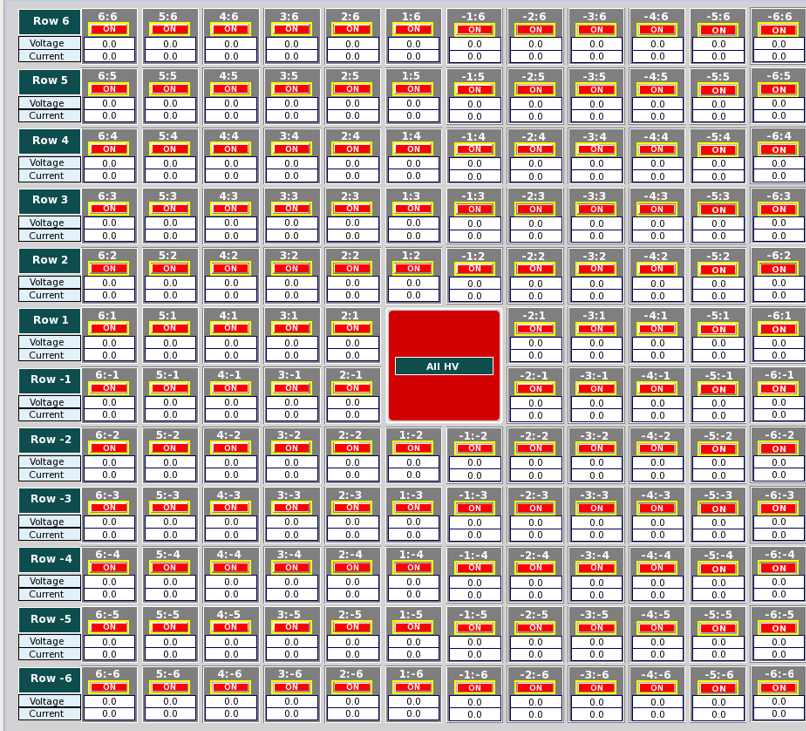 Row 6 6:6 5:6 4:6 3:6 2:6 1:6 -1:6 -2:6 -3:6 -4:6 -5:6 -6:6
ON ON ON ON ON ON ON ON ON ON ON ON
Voltage 0.0 0.0 0.0 0.0 0.0 0.0 0.0 0.0 0.0 0.0 0.0 0.0
Current 0.0 0.0 0.0 0.0 0.0 0.0 0.0 0.0 0.0 0.0 0.0 0.0
Row 5 6:5 5:5 4:5 3:5 2:5 1:5 -1:5 -2:5 -3:5 -4:5 -5:5 -6:5
ON ON ON ON ON ON ON ON ON ON ON ON
Voltage 0.0 0.0 0.0 0.0 0.0 0.0 0.0 0.0 0.0 0.0 0.0 0.0
Current 0.0 0.0 0.0 0.0 0.0 0.0 0.0 0.0 0.0 0.0 0.0 0.0
Row 4 6:4 5:4 4:4 3:4 2:4 1:4 -1:4 -2:4 -3:4 -4:4 -5:4 -6:4
ON ON ON ON ON ON ON ON ON ON ON ON
Voltage 0.0 0.0 0.0 0.0 0.0 0.0 0.0 0.0 0.0 0.0 0.0 0.0
Current 0.0 0.0 0.0 0.0 0.0 0.0 0.0 0.0 0.0 0.0 0.0 0.0
Row 3 6:3 5:3 4:3 3:3 2:3 1:3 -1:3 -2:3 -3:3 -4:3 -5:3 -6:3
ON ON ON ON ON ON ON ON ON ON ON ON
Voltage 0.0 0.0 0.0 0.0 0.0 0.0 0.0 0.0 0.0 0.0 0.0 0.0
Current 0.0 0.0 0.0 0.0 0.0 0.0 0.0 0.0 0.0 0.0 0.0 0.0
Row 2 6:2 5:2 4:2 3:2 2:2 1:2 -1:2 -2:2 -3:2 -4:2 -5:2 -6:2
ON ON ON ON ON ON ON ON ON ON ON ON
Voltage 0.0 0.0 0.0 0.0 0.0 0.0 0.0 0.0 0.0 0.0 0.0 0.0
Current 0.0 0.0 0.0 0.0 0.0 0.0 0.0 0.0 0.0 0.0 0.0 0.0
Row 1 6:1 5:1 4:1 3:1 2:1 -2:1 -3:1 -4:1 -5:1 -6:1
ON ON ON ON ON ON ON ON ON ON
Voltage 0.0 0.0 0.0 0.0 0.0 0.0 0.0 0.0 0.0 0.0
Current 0.0 0.0 0.0 0.0 0.0 0.0 0.0 0.0 0.0 0.0
All HV
Row -1 6:-1 5:-1 4:-1 3:-1 2:-1 -2:-1 -3:-1 -4:-1 -5:-1 -6:-1
ON ON ON ON ON ON ON ON ON ON
Voltage 0.0 0.0 0.0 0.0 0.0 0.0 0.0 0.0 0.0 0.0
Current 0.0 0.0 0.0 0.0 0.0 0.0 0.0 0.0 0.0 0.0
Row -2 6:-2 5:-2 4:-2 3:-2 2:-2 1:-2 -1:-2 -2:-2 -3:-2 -4:-2 -5:-2 -6:-2
ON ON ON ON ON ON ON ON ON ON ON ON
Voltage 0.0 0.0 0.0 0.0 0.0 0.0 0.0 0.0 0.0 0.0 0.0 0.0
Current 0.0 0.0 0.0 0.0 0.0 0.0 0.0 0.0 0.0 0.0 0.0 0.0
Row -3 6:-3 5:-3 4:-3 3:-3 2:-3 1:-3 -1:-3 -2:-3 -3:-3 -4:-3 -5:-3 -6:-3
ON ON ON ON ON ON ON ON ON ON ON ON
Voltage 0.0 0.0 0.0 0.0 0.0 0.0 0.0 0.0 0.0 0.0 0.0 0.0
Current 0.0 0.0 0.0 0.0 0.0 0.0 0.0 0.0 0.0 0.0 0.0 0.0
Row -4 6:-4 5:-4 4:-4 3:-4 2:-4 1:-4 -1:-4 -2:-4 -3:-4 -4:-4 -5:-4 -6:-4
ON ON ON ON ON ON ON ON ON ON ON ON
Voltage 0.0 0.0 0.0 0.0 0.0 0.0 0.0 0.0 0.0 0.0 0.0 0.0
Current 0.0 0.0 0.0 0.0 0.0 0.0 0.0 0.0 0.0 0.0 0.0 0.0
Row -5 6:-5 5:-5 4:-5 3:-5 2:-5 1:-5 -1:-5 -2:-5 -3:-5 -4:-5 -5:-5 -6:-5
ON ON ON ON ON ON ON ON ON ON ON ON
Voltage 0.0 0.0 0.0 0.0 0.0 0.0 0.0 0.0 0.0 0.0 0.0 0.0
Current 0.0 0.0 0.0 0.0 0.0 0.0 0.0 0.0 0.0 0.0 0.0 0.0
Row -6 6:-6 5:-6 4:-6 3:-6 2:-6 1:-6 -1:-6 -2:-6 -3:-6 -4:-6 -5:-6 -6:-6
ON ON ON ON ON ON ON ON ON ON ON ON
Voltage 0.0 0.0 0.0 0.0 0.0 0.0 0.0 0.0 0.0 0.0 0.0 0.0
Current 0.0 0.0 0.0 0.0 0.0 0.0 0.0 0.0 0.0 0.0 0.0 0.0